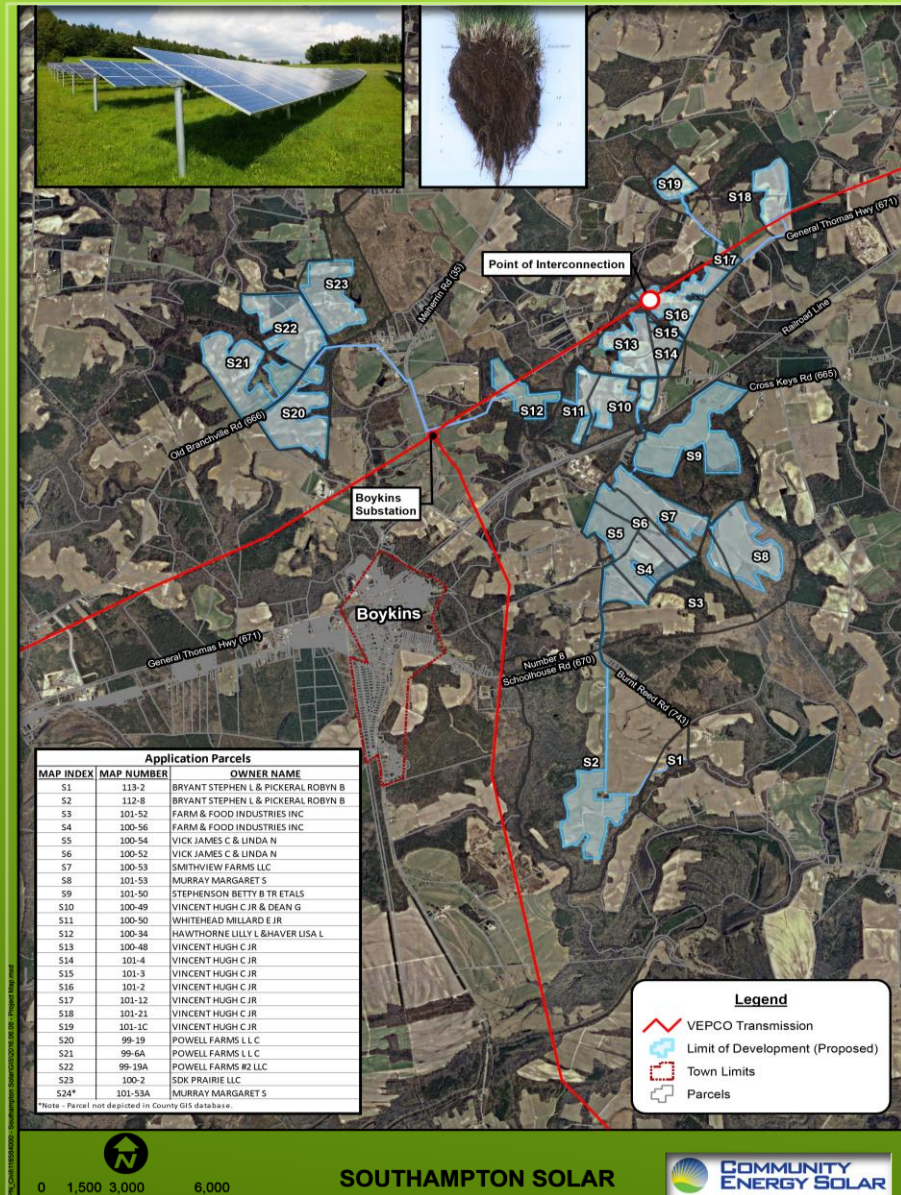 S19
S18
General Thomas Hwy (671)
S17
Point of Interconnection
S23
Meherrin Rd (35)
S16
Railroad Line
S22
S15
S13
S14
S21
Cross Keys Rd (665)
S12
S11
S10
S20
Old Branchville Rd (666)
S9
Boykins
Substation
S7
S6
S5
S8
S4
S3
Boykins
General Thomas Hwy (671)
Number 8
Schoolhouse Rd (670)
Burnt Reed Rd (743)
S2
S1
Application Parcels
MAP INDEX MAP NUMBER OWNER NAME
S1 113-2 BRYANT STEPHEN L & PICKERAL ROBYN B
S2 112-8 BRYANT STEPHEN L & PICKERAL ROBYN B
S3 101-52 FARM & FOOD INDUSTRIES INC
S4 100-56 FARM & FOOD INDUSTRIES INC
S5 100-54 VICK JAMES C & LINDA N
S6 100-52 VICK JAMES C & LINDA N
S7 100-53 SMITHVIEW FARMS LLC
S8 101-53 MURRAY MARGARET S
S9 101-50 STEPHENSON BETTY B TR ETALS
S10 100-49 VINCENT HUGH C JR & DEAN G
S11 100-50 WHITEHEAD MILLARD E JR
S12 100-34 HAWTHORNE LILLY L &HAVER LISA L
S13 100-48 VINCENT HUGH C JR
S14 101-4 VINCENT HUGH C JR
S15 101-3 VINCENT HUGH C JR
S16 101-2 VINCENT HUGH C JR
S17 101-12 VINCENT HUGH C JR
S18 101-21 VINCENT HUGH C JR
S19 101-1C VINCENT HUGH C JR
S20 99-19 POWELL FARMS L L C
S21 99-6A POWELL FARMS L L C
S22 99-19A POWELL FARMS #2 LLC
S23 100-2 SDK PRAIRIE LLC
S24* 101-53A MURRAY MARGARET S
*Note - Parcel not depicted in County GIS database.
Legend
VEPCO Transmission
Limit of Development (Proposed)
Town Limits
Parcels
N
0 1,500 3,000 6,000
SOUTHAMPTON SOLAR
COMMUNITY
ENERGY SOLAR